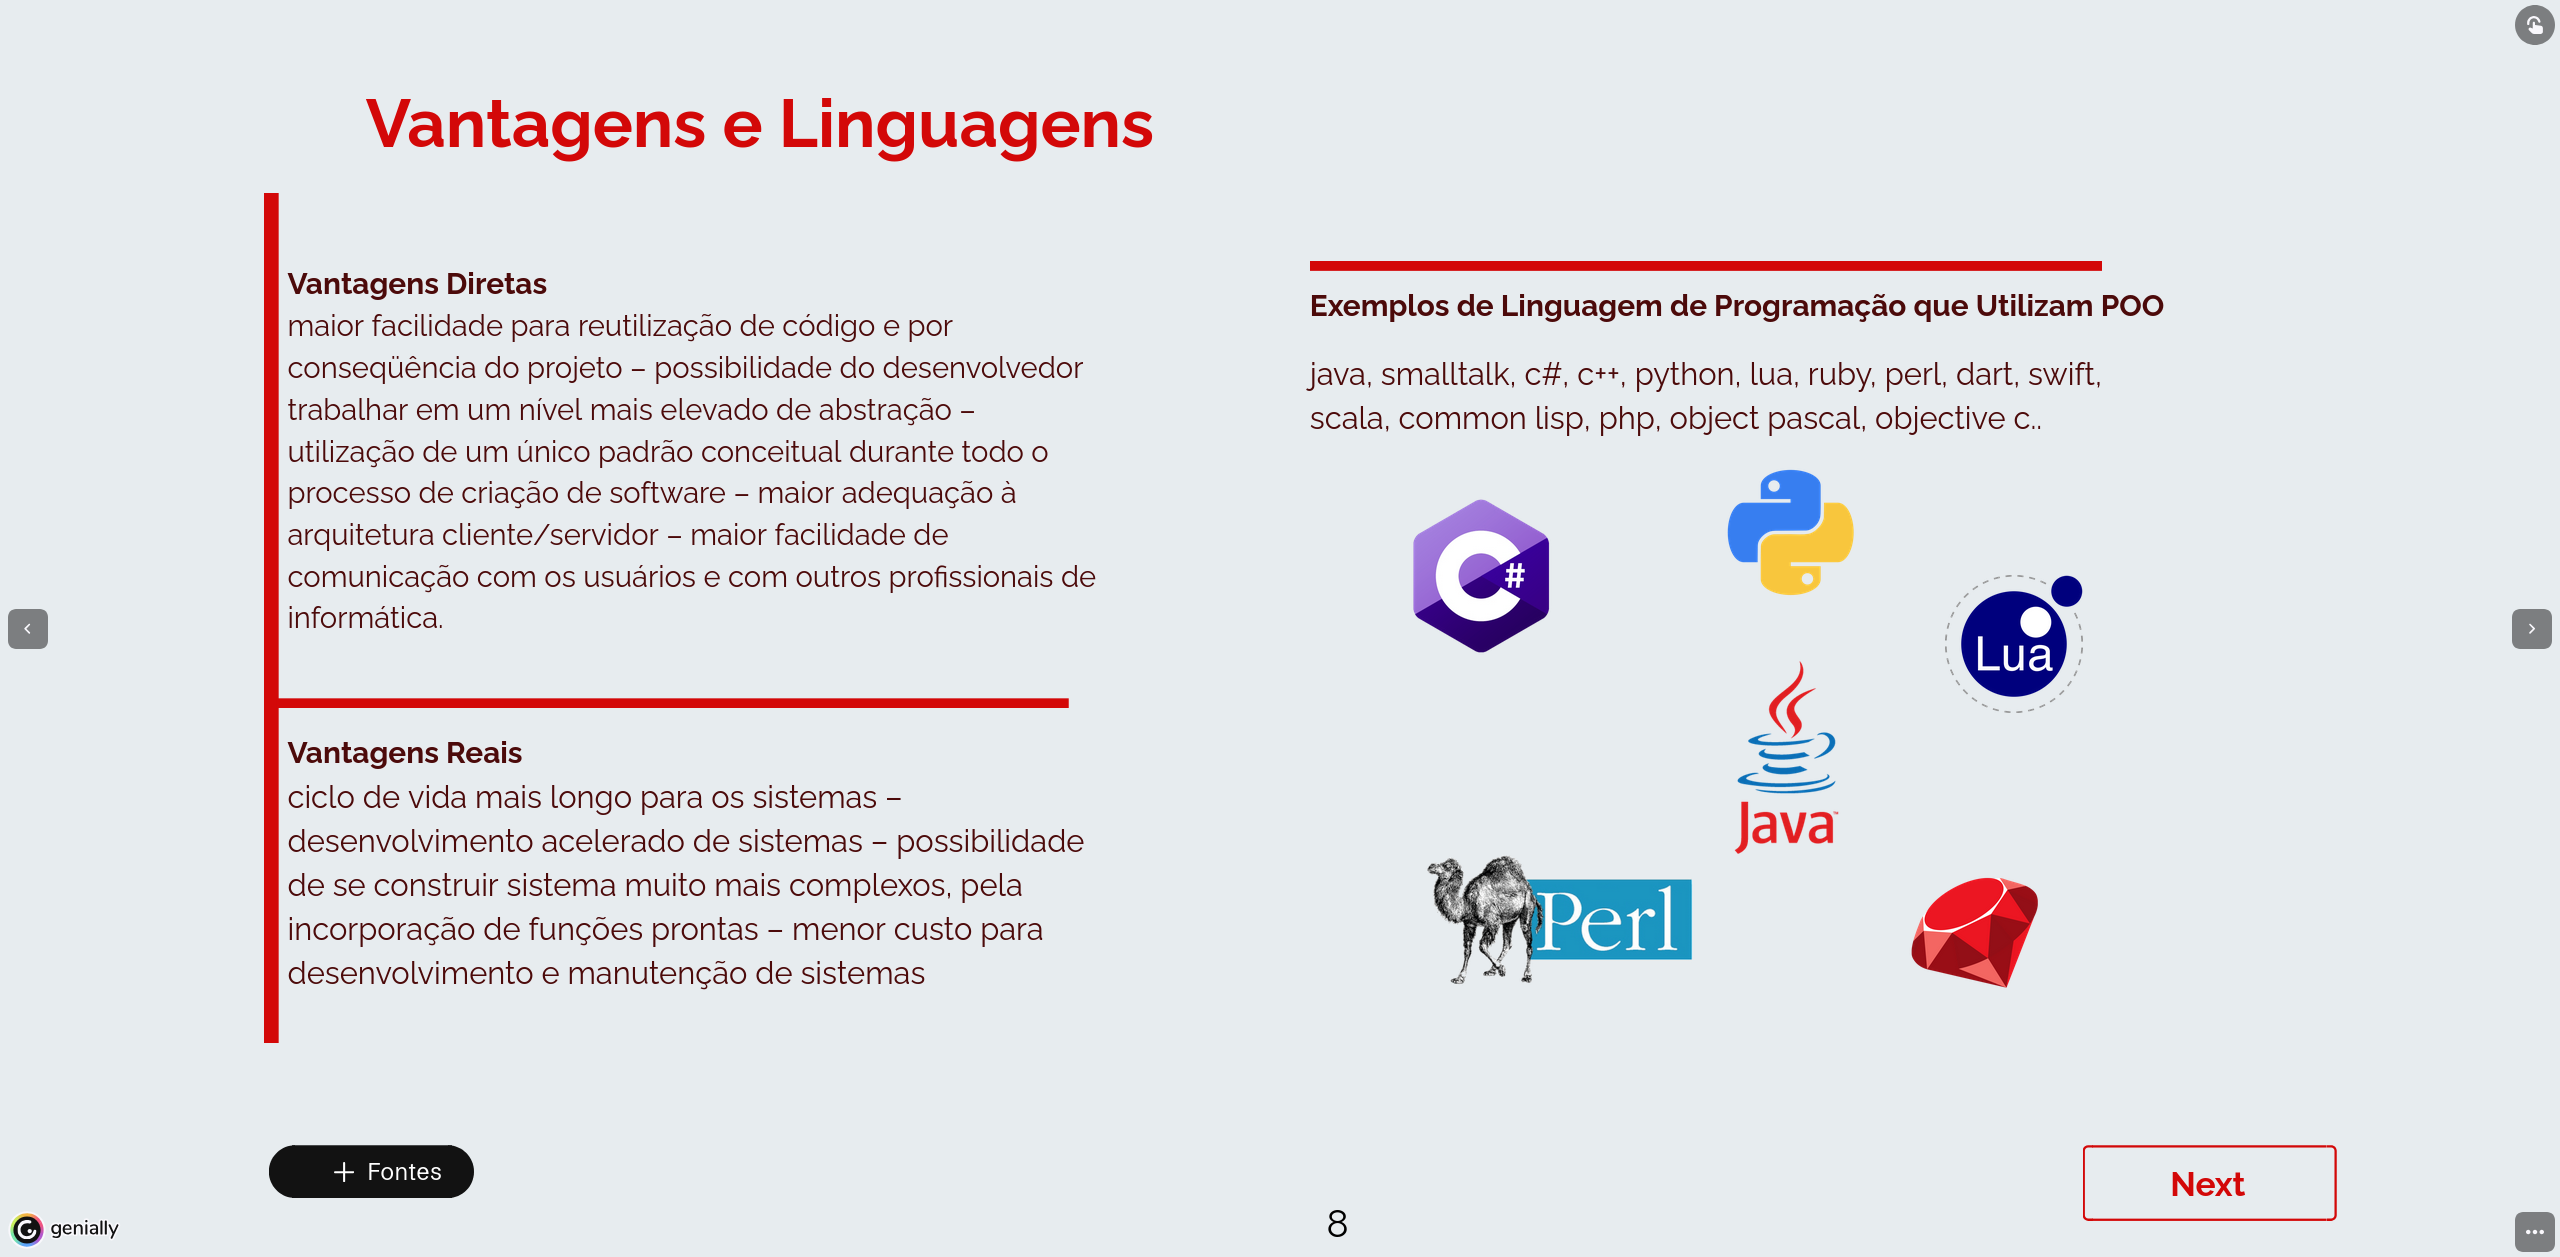 Vantagens e Linguagens
Vantagens Diretas
maior facilidade para reutilização de código e por
conseqüência do projeto – possibilidade do desenvolvedor
trabalhar em um nível mais elevado de abstração –
utilização de um único padrão conceitual durante todo o
processo de criação de software – maior adequação à
arquitetura cliente/servidor – maior facilidade de
comunicação com os usuários e com outros profissionais de
informática.
Vantagens Reais
ciclo de vida mais longo para os sistemas –
desenvolvimento acelerado de sistemas – possibilidade
de se construir sistema muito mais complexos, pela
incorporação de funções prontas – menor custo para
desenvolvimento e manutenção de sistemas
Exemplos de Linguagem de Programação que Utilizam POO
java, smalltalk, c#, c++, python, lua, ruby, perl, dart, swift,
scala, common lisp, php, object pascal, objective c..
C#
Lua
Java™
Perl
+ Fontes
Next
8
genially